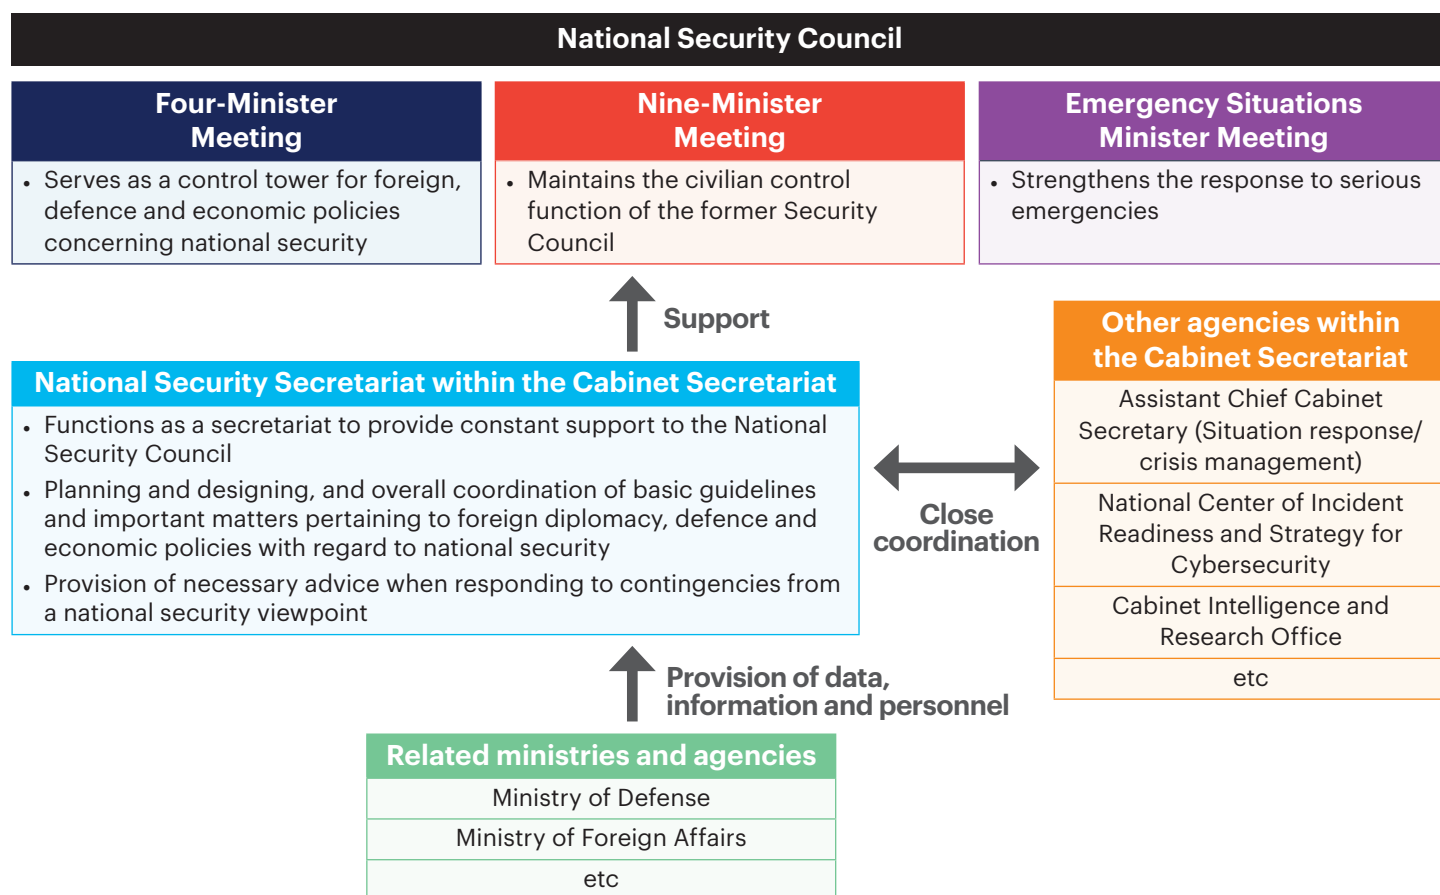 National Security Council
Four-Minister
Meeting
• Serves as a control tower for foreign,
defence and economic policies
concerning national security
Nine-Minister
Meeting
• Maintains the civilian control
function of the former Security
Council
Emergency Situations
Minister Meeting
• Strengthens the response to serious
emergencies
Support
National Security Secretariat within the Cabinet Secretariat
• Functions as a secretariat to provide constant support to the National
Security Council
• Planning and designing, and overall coordination of basic guidelines
and important matters pertaining to foreign diplomacy, defence and
economic policies with regard to national security
• Provision of necessary advice when responding to contingencies from
a national security viewpoint
Close
coordination
Other agencies within
the Cabinet Secretariat
Assistant Chief Cabinet
Secretary (Situation response/
crisis management)
National Center of Incident
Readiness and Strategy for
Cybersecurity
Cabinet Intelligence and
Research Office
etc
Provision of data,
information and personnel
Related ministries and agencies
Ministry of Defense
Ministry of Foreign Affairs
etc